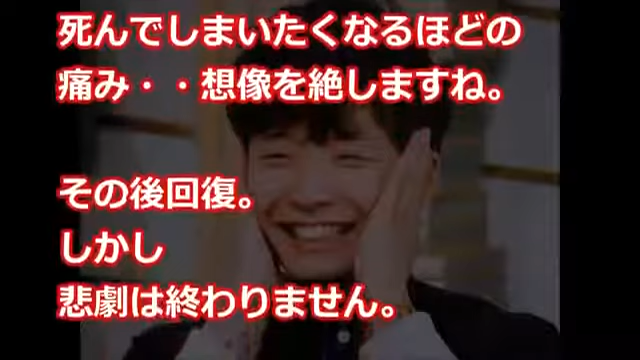 死んでしまいたくなるほどの
痛み・・想像を絶しますね。
その後回復。
しかし
悲劇は終わりません。